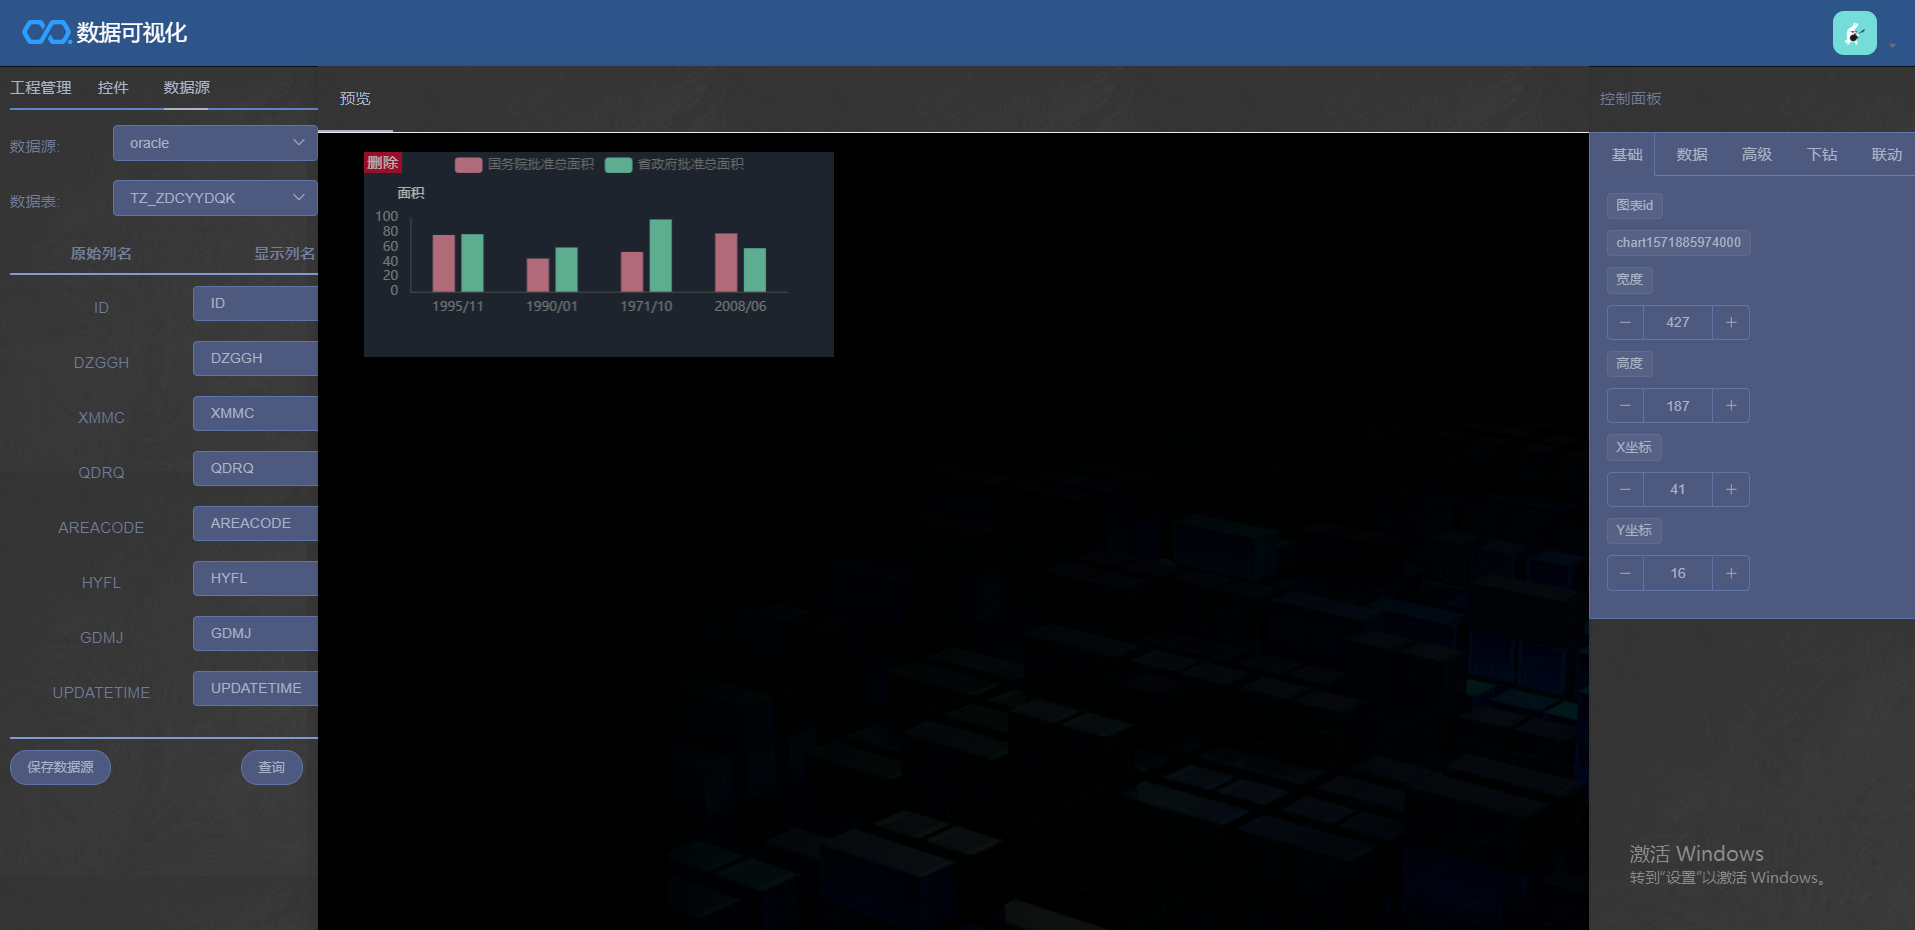 数据可视化
工程管理 控件 数据源
数据源: oracle
数据表: TZ_ZDCYYDQK
原始列名 显示列名
ID ID
DZGGH DZGGH
XMMC XMMC
QDRQ QDRQ
AREACODE AREACODE
HYFL HYFL
GDMJ GDMJ
UPDATETIME UPDATETIME
保存数据源 查询
预览
删除 国务院批准总面积 省政府批准总面积
面积
100
80
60
40
20
0
1995/11 1990/01 1971/10 2008/06
控制面板
基础 数据 高级 下钻 联动
图表id
chart1571885974000
宽度
− 427 +
高度
− 187 +
X坐标
− 41 +
Y坐标
− 16 +
激活 Windows
转到“设置”以激活 Windows。